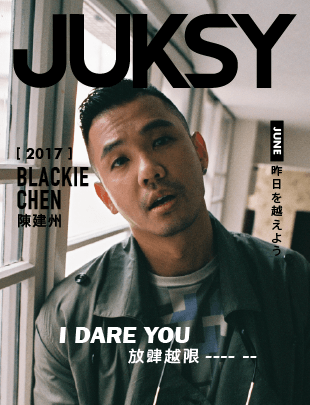 JUKSY
[ 2017 ]
BLACKIE
CHEN
陳建州
JUNE
昨日を越えよう
I DARE YOU
放肆越限 ---- --